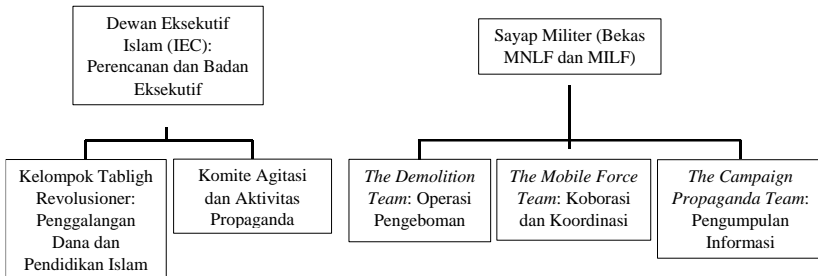 Dewan Eksekutif
Islam (IEC):
Perencanan dan Badan
Eksekutif
Sayap Militer (Bekas
MNLF dan MILF)
Kelompok Tabligh
Revolusioner:
Penggalangan
Dana dan
Pendidikan Islam
Komite Agitasi
dan Aktivitas
Propaganda
The Demolition
Team: Operasi
Pengeboman
The Mobile Force
Team: Koborasi
dan Koordinasi
The Campaign
Propaganda Team:
Pengumpulan
Informasi